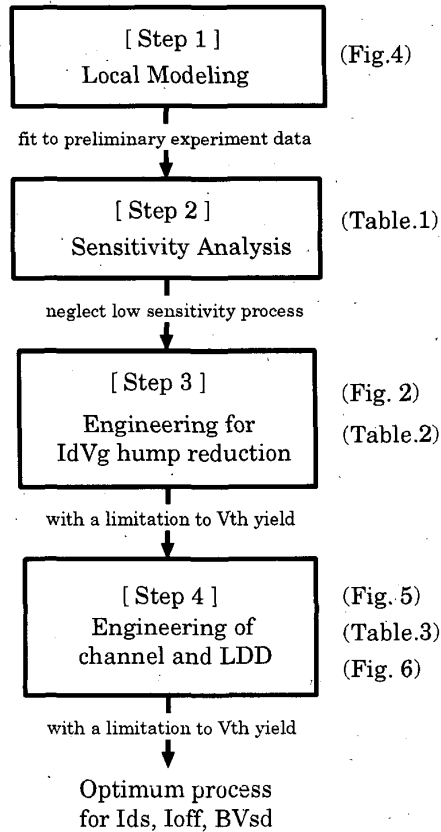 [ Step 1 ]
Local Modeling
(Fig.4)
fit to preliminary experiment data
[ Step 2 ]
Sensitivity Analysis
(Table.1)
neglect low sensitivity process
[ Step 3 ]
Engineering for
IdVg hump reduction
(Fig. 2)
(Table.2)
with a limitation to Vth yield
[ Step 4 ]
Engineering of
channel and LDD
(Fig. 5)
(Table.3)
(Fig. 6)
with a limitation to Vth yield
Optimum process
for Ids, Ioff, BVsd